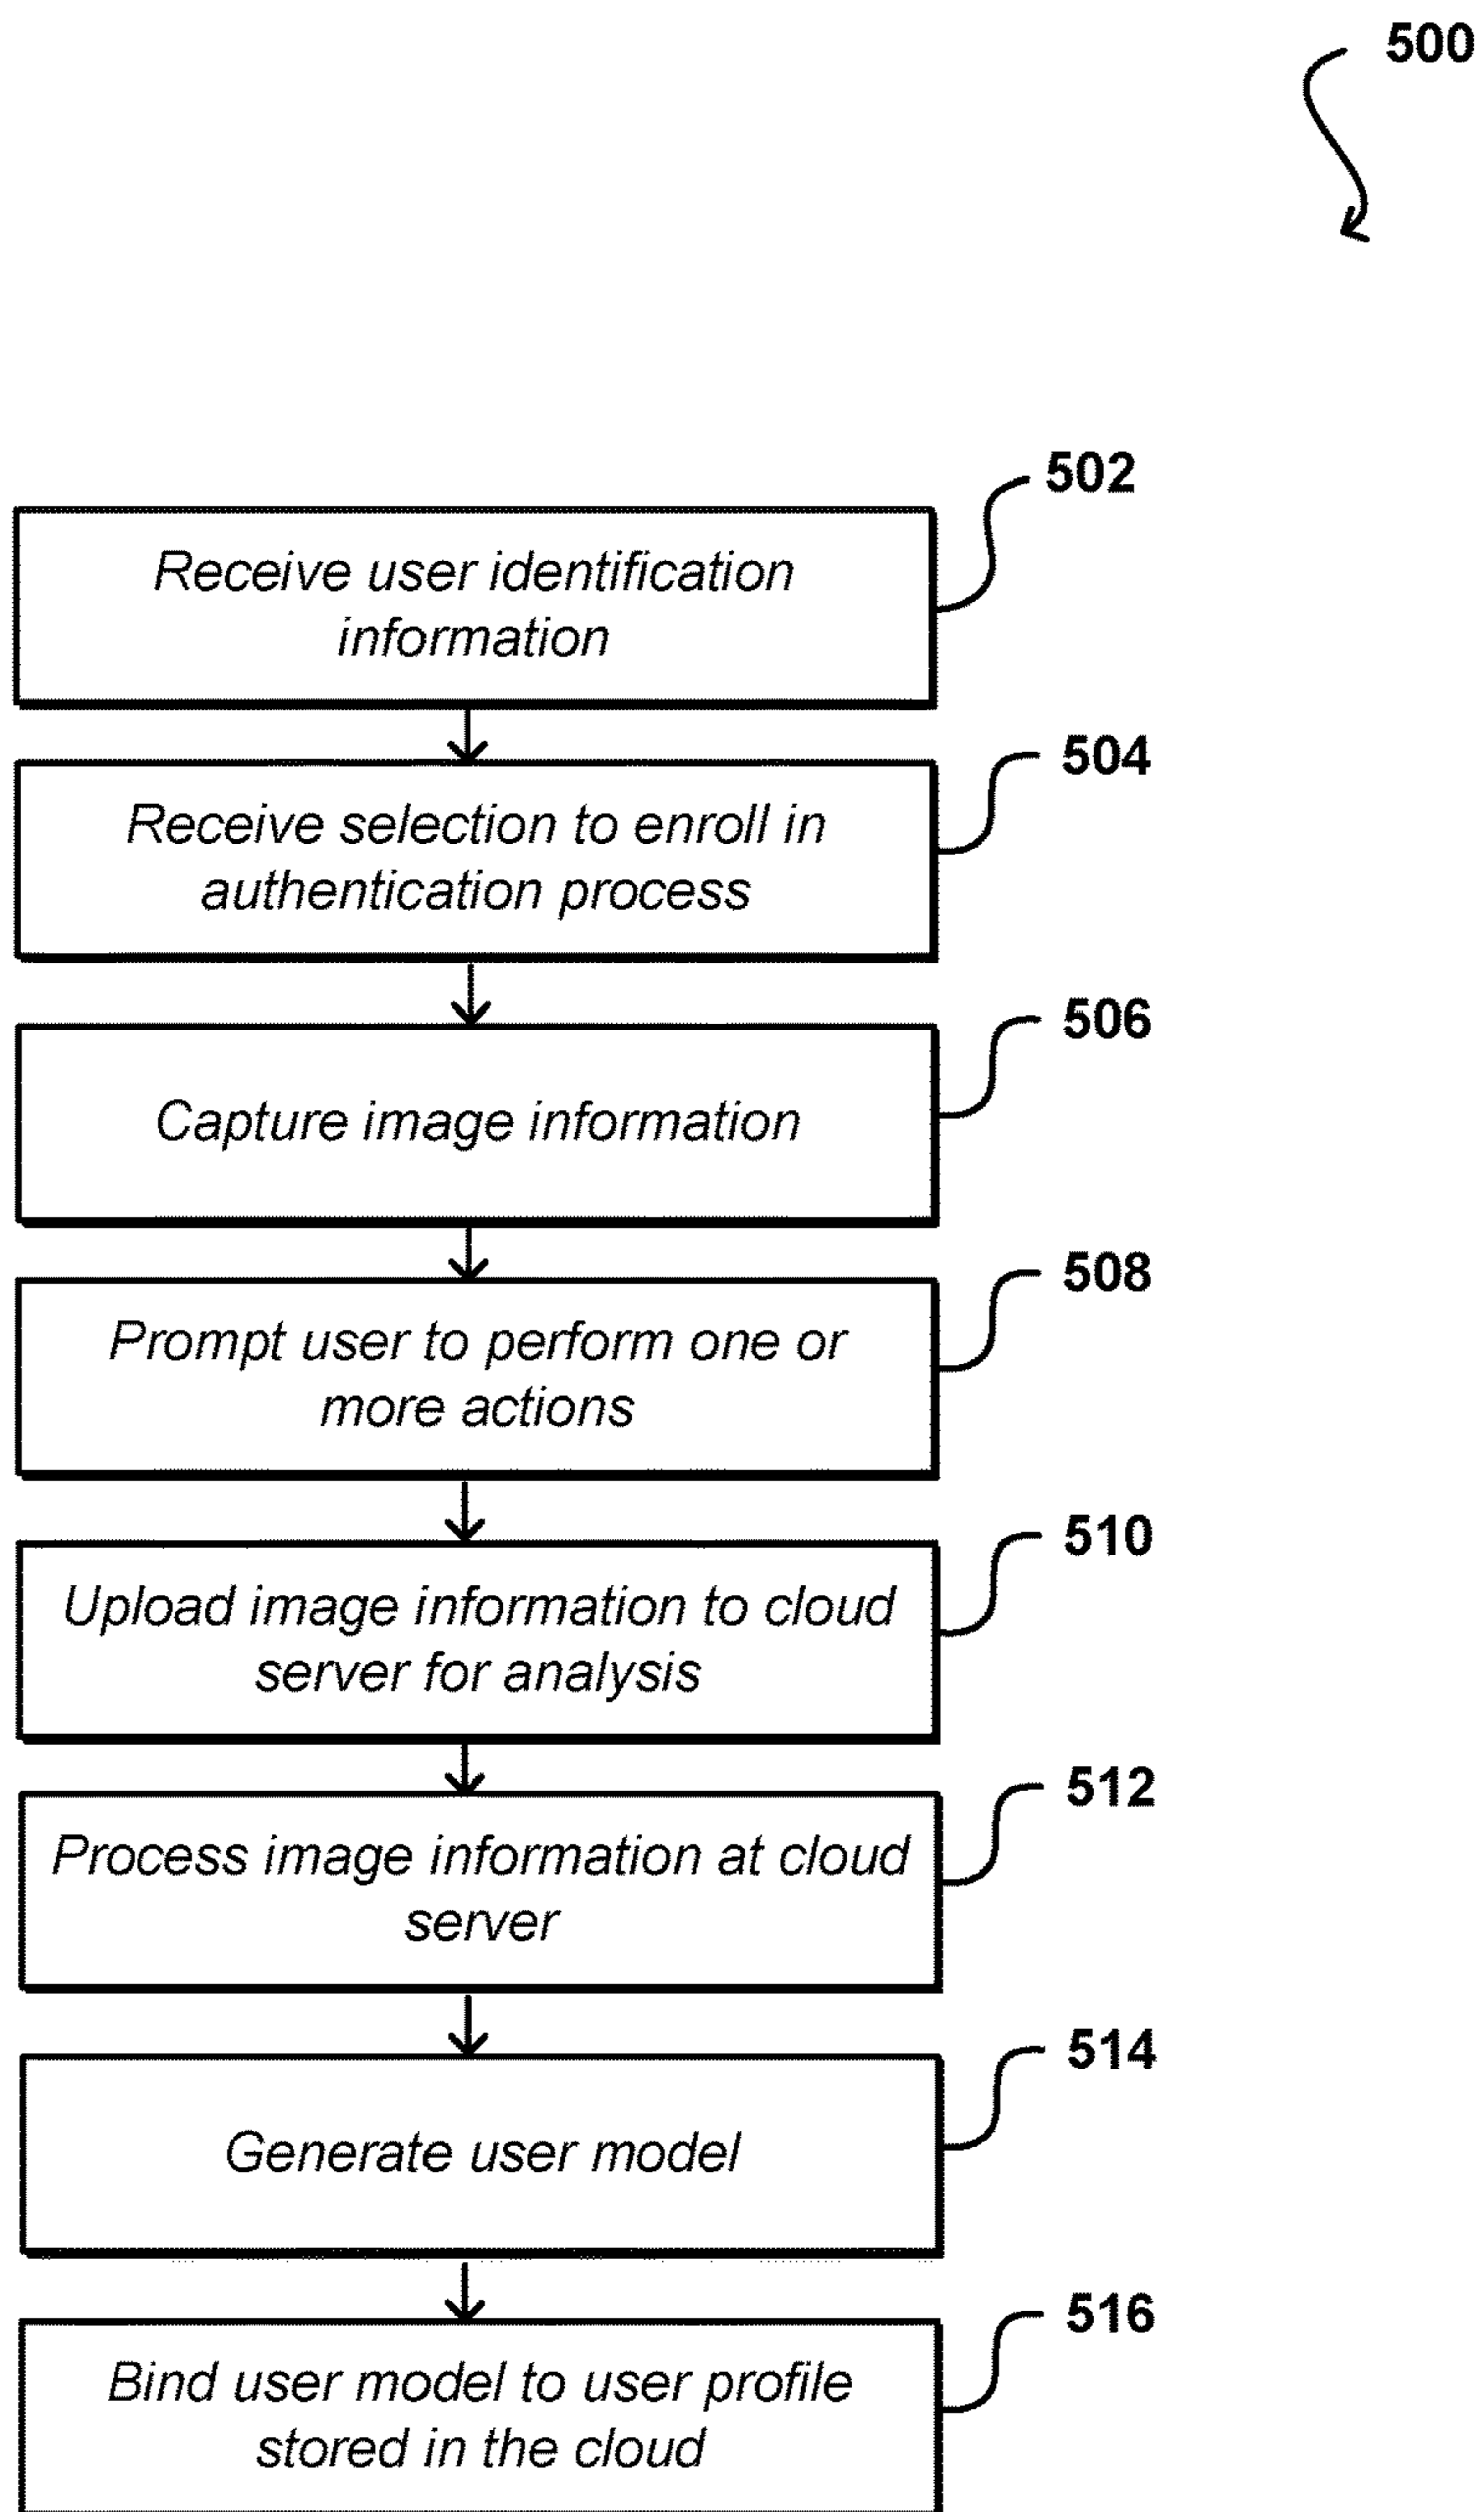 500
502
Receive user identification
information
504
Receive selection to enroll in
authentication process
506
Capture image information
508
Prompt user to perform one or
more actions
510
Upload image information to cloud
server for analysis
512
Process image information at cloud
server
514
Generate user model
516
Bind user model to user profile
stored in the cloud